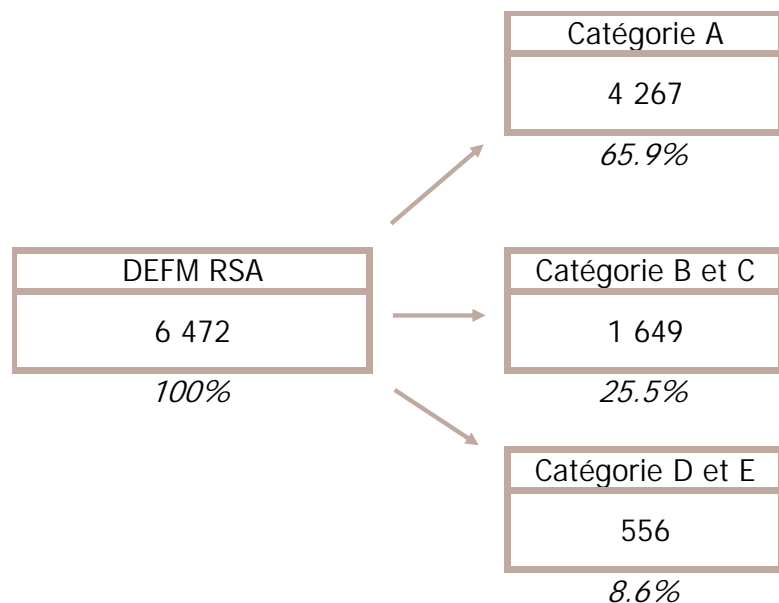 Catégorie A
4 267
65.9%
DEFM RSA
6 472
100%
Catégorie B et C
1 649
25.5%
Catégorie D et E
556
8.6%